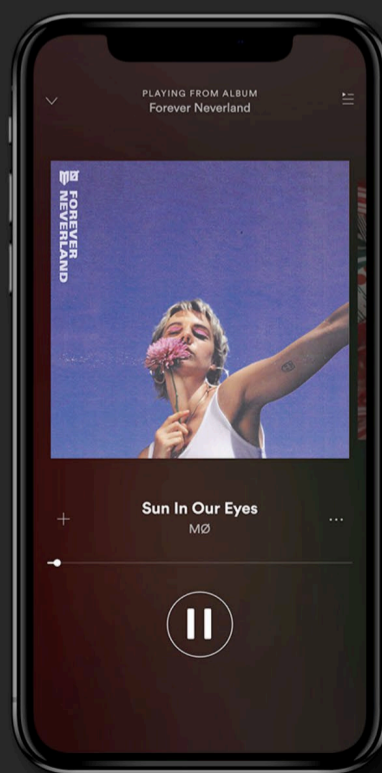 PLAYING FROM ALBUM
Forever Neverland
MØ
FOREVER
NEVERLAND
Sun In Our Eyes
MØ